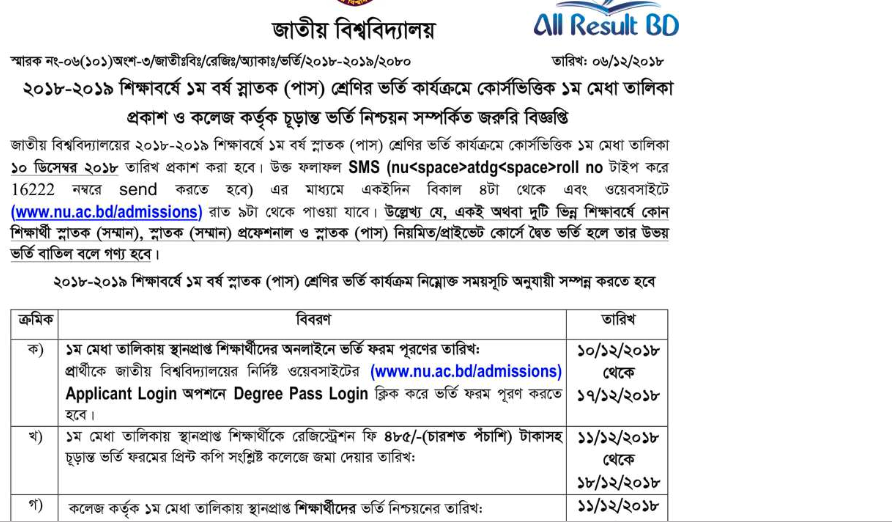 জাতীয় বিশ্ববিদ্যালয়
All Result BD
স্মারক নং-০৬(১০১)অংশ-৩/জাতীঃবিঃ/রেজিঃ/অ্যাকাঃ/ভর্তি/২০১৮-২০১৯/২০৮০ তারিখ: ০৬/১২/২০১৮
২০১৮-২০১৯ শিক্ষাবর্ষে ১ম বর্ষ স্নাতক (পাস) শ্রেণির ভর্তি কার্যক্রমে কোর্সভিত্তিক ১ম মেধা তালিকা
প্রকাশ ও কলেজ কর্তৃক চূড়ান্ত ভর্তি নিশ্চয়ন সম্পর্কিত জরুরি বিজ্ঞপ্তি
জাতীয় বিশ্ববিদ্যালয়ের ২০১৮-২০১৯ শিক্ষাবর্ষে ১ম বর্ষ স্নাতক (পাস) শ্রেণির ভর্তি কার্যক্রমে কোর্সভিত্তিক ১ম মেধা তালিকা
১০ ডিসেম্বর ২০১৮ তারিখ প্রকাশ করা হবে। উক্ত ফলাফল SMS (nu<space>atdg<space>roll no টাইপ করে
16222 নম্বরে send করতে হবে) এর মাধ্যমে একইদিন বিকাল ৪টা থেকে এবং ওয়েবসাইটে
(www.nu.ac.bd/admissions) রাত ৯টা থেকে পাওয়া যাবে। উল্লেখ্য যে, একই অথবা দুটি ভিন্ন শিক্ষাবর্ষে কোন
শিক্ষার্থী স্নাতক (সম্মান), স্নাতক (সম্মান) প্রফেশনাল ও স্নাতক (পাস) নিয়মিত/প্রাইভেট কোর্সে দ্বৈত ভর্তি হলে তার উভয়
ভর্তি বাতিল বলে গণ্য হবে।
২০১৮-২০১৯ শিক্ষাবর্ষে ১ম বর্ষ স্নাতক (পাস) শ্রেণির ভর্তি কার্যক্রম নিম্নোক্ত সময়সূচি অনুযায়ী সম্পন্ন করতে হবে
ক্রমিক বিবরণ তারিখ
ক) ১ম মেধা তালিকায় স্থানপ্রাপ্ত শিক্ষার্থীদের অনলাইনে ভর্তি ফরম পূরণের তারিখ: ১০/১২/২০১৮
প্রার্থীকে জাতীয় বিশ্ববিদ্যালয়ের নির্দিষ্ট ওয়েবসাইটের (www.nu.ac.bd/admissions) থেকে
Applicant Login অপশনে Degree Pass Login ক্লিক করে ভর্তি ফরম পূরণ করতে ১৭/১২/২০১৮
হবে।
খ) ১ম মেধা তালিকায় স্থানপ্রাপ্ত শিক্ষার্থীকে রেজিস্ট্রেশন ফি ৪৮৫/-(চারশত পঁচাশি) টাকাসহ ১১/১২/২০১৮
চূড়ান্ত ভর্তি ফরমের প্রিন্ট কপি সংশ্লিষ্ট কলেজে জমা দেয়ার তারিখ: থেকে
১৮/১২/২০১৮
গ) কলেজ কর্তৃক ১ম মেধা তালিকায় স্থানপ্রাপ্ত শিক্ষার্থীদের ভর্তি নিশ্চয়নের তারিখ: ১১/১২/২০১৮